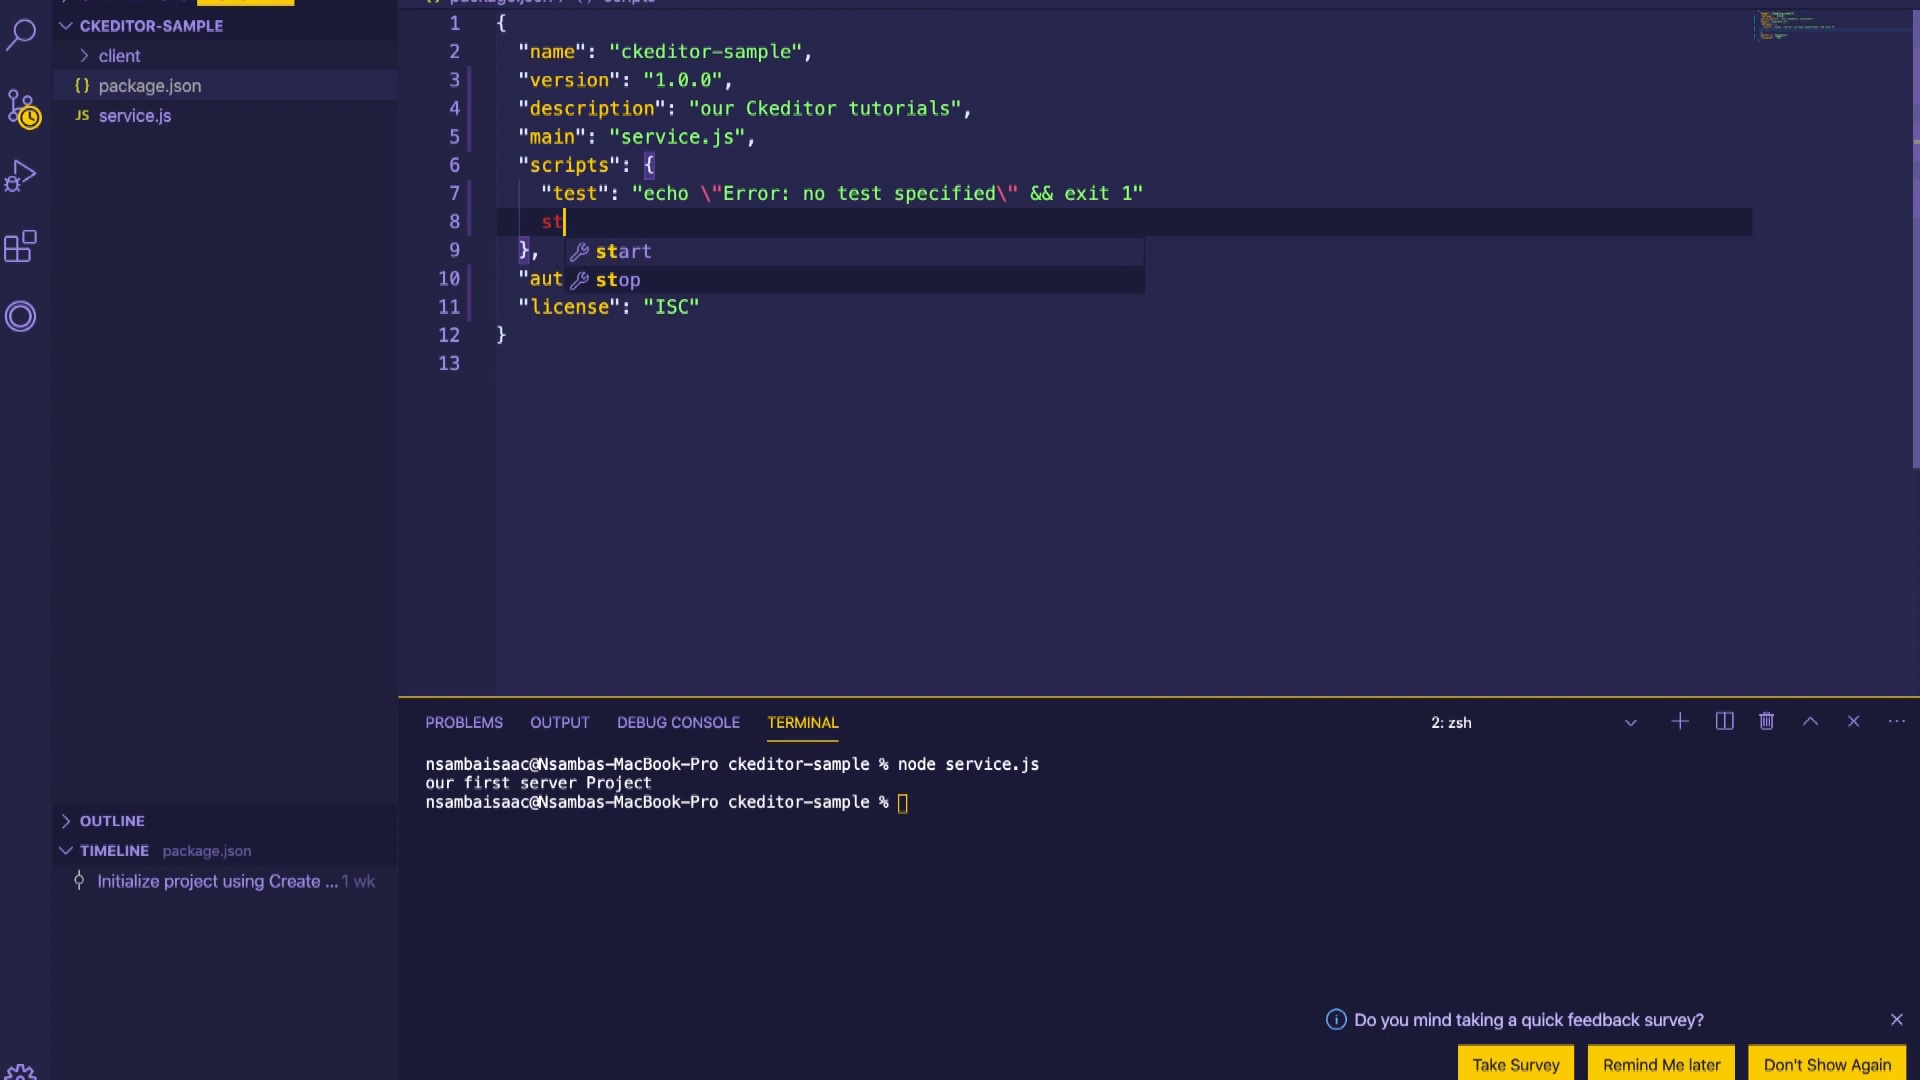 CKEDITOR-SAMPLE
client
{} package.json
JS service.js
1 {
2 "name": "ckeditor-sample",
3 "version": "1.0.0",
4 "description": "our Ckeditor tutorials",
5 "main": "service.js",
6 "scripts": {
7 "test": "echo \"Error: no test specified\" && exit 1"
8 st
9 },
start
10 "aut
stop
11 "license": "ISC"
12 }
13
PROBLEMS OUTPUT DEBUG CONSOLE TERMINAL 2: zsh
nsambaisaac@Nsambas-MacBook-Pro ckeditor-sample % node service.js
our first server Project
nsambaisaac@Nsambas-MacBook-Pro ckeditor-sample %
OUTLINE
TIMELINE package.json
Initialize project using Create ... 1 wk
Do you mind taking a quick feedback survey?
Take Survey Remind Me later Don't Show Again